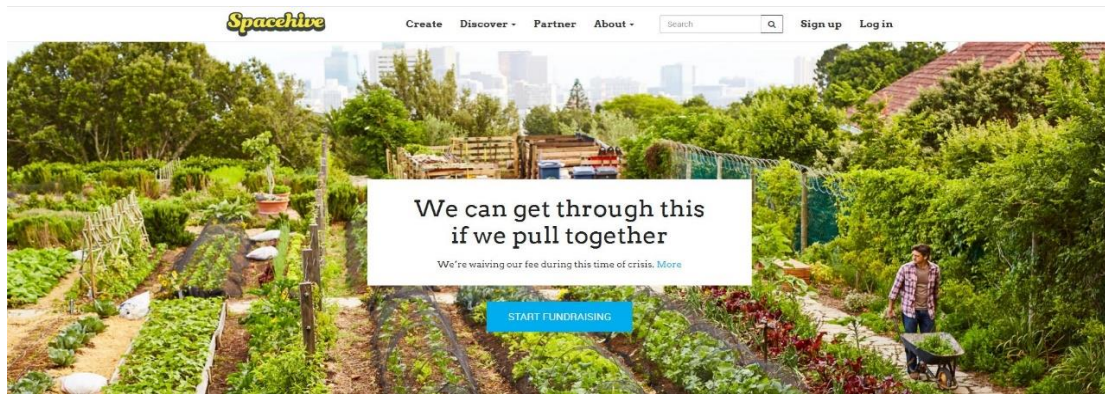 Spacehive
Create Discover Partner About Search Sign up Log in
We can get through this
if we pull together
We're waiving our fee during this time of crisis. More
START FUNDRAISING